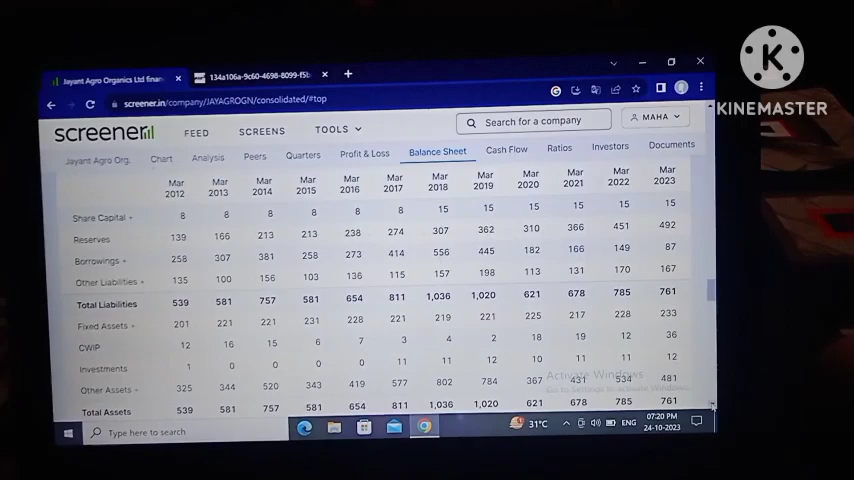 Jayant Agro Organics Ltd finan
134a106a-9c60-4698-8099-f5b
screener.in/company/JAYAGROGN/consolidated/#top
K
KINEMASTER
screener
FEED
SCREENS
TOOLS
Search for a company
MAHA
Jayant Agro Org.
Chart
Analysis
Peers
Quarters
Profit & Loss
Balance Sheet
Cash Flow
Ratios
Investors
Documents
Mar 2012 Mar 2013 Mar 2014 Mar 2015 Mar 2016 Mar 2017 Mar 2018 Mar 2019 Mar 2020 Mar 2021 Mar 2022 Mar 2023
Share Capital + 8 8 8 8 8 8 15 15 15 15 15 15
Reserves 139 166 213 213 238 274 307 362 310 366 451 492
Borrowings + 258 307 381 258 273 414 556 445 182 166 149 87
Other Liabilities + 135 100 156 103 136 115 157 198 113 131 170 167
Total Liabilities 539 581 757 581 654 811 1,036 1,020 621 678 785 761
Fixed Assets + 201 221 221 231 228 221 219 221 225 217 228 233
CWIP 12 16 15 6 7 3 4 2 18 19 12 36
Investments 1 0 0 0 0 11 11 12 10 11 11 12
Other Assets + 325 344 520 343 419 577 802 784 367 431 534 481
Total Assets 539 581 757 581 654 811 1,036 1,020 621 678 785 761
Activate Windows
Go to Settings to activate Windows.
Type here to search
31°C
ENG
07:20 PM
24-10-2023